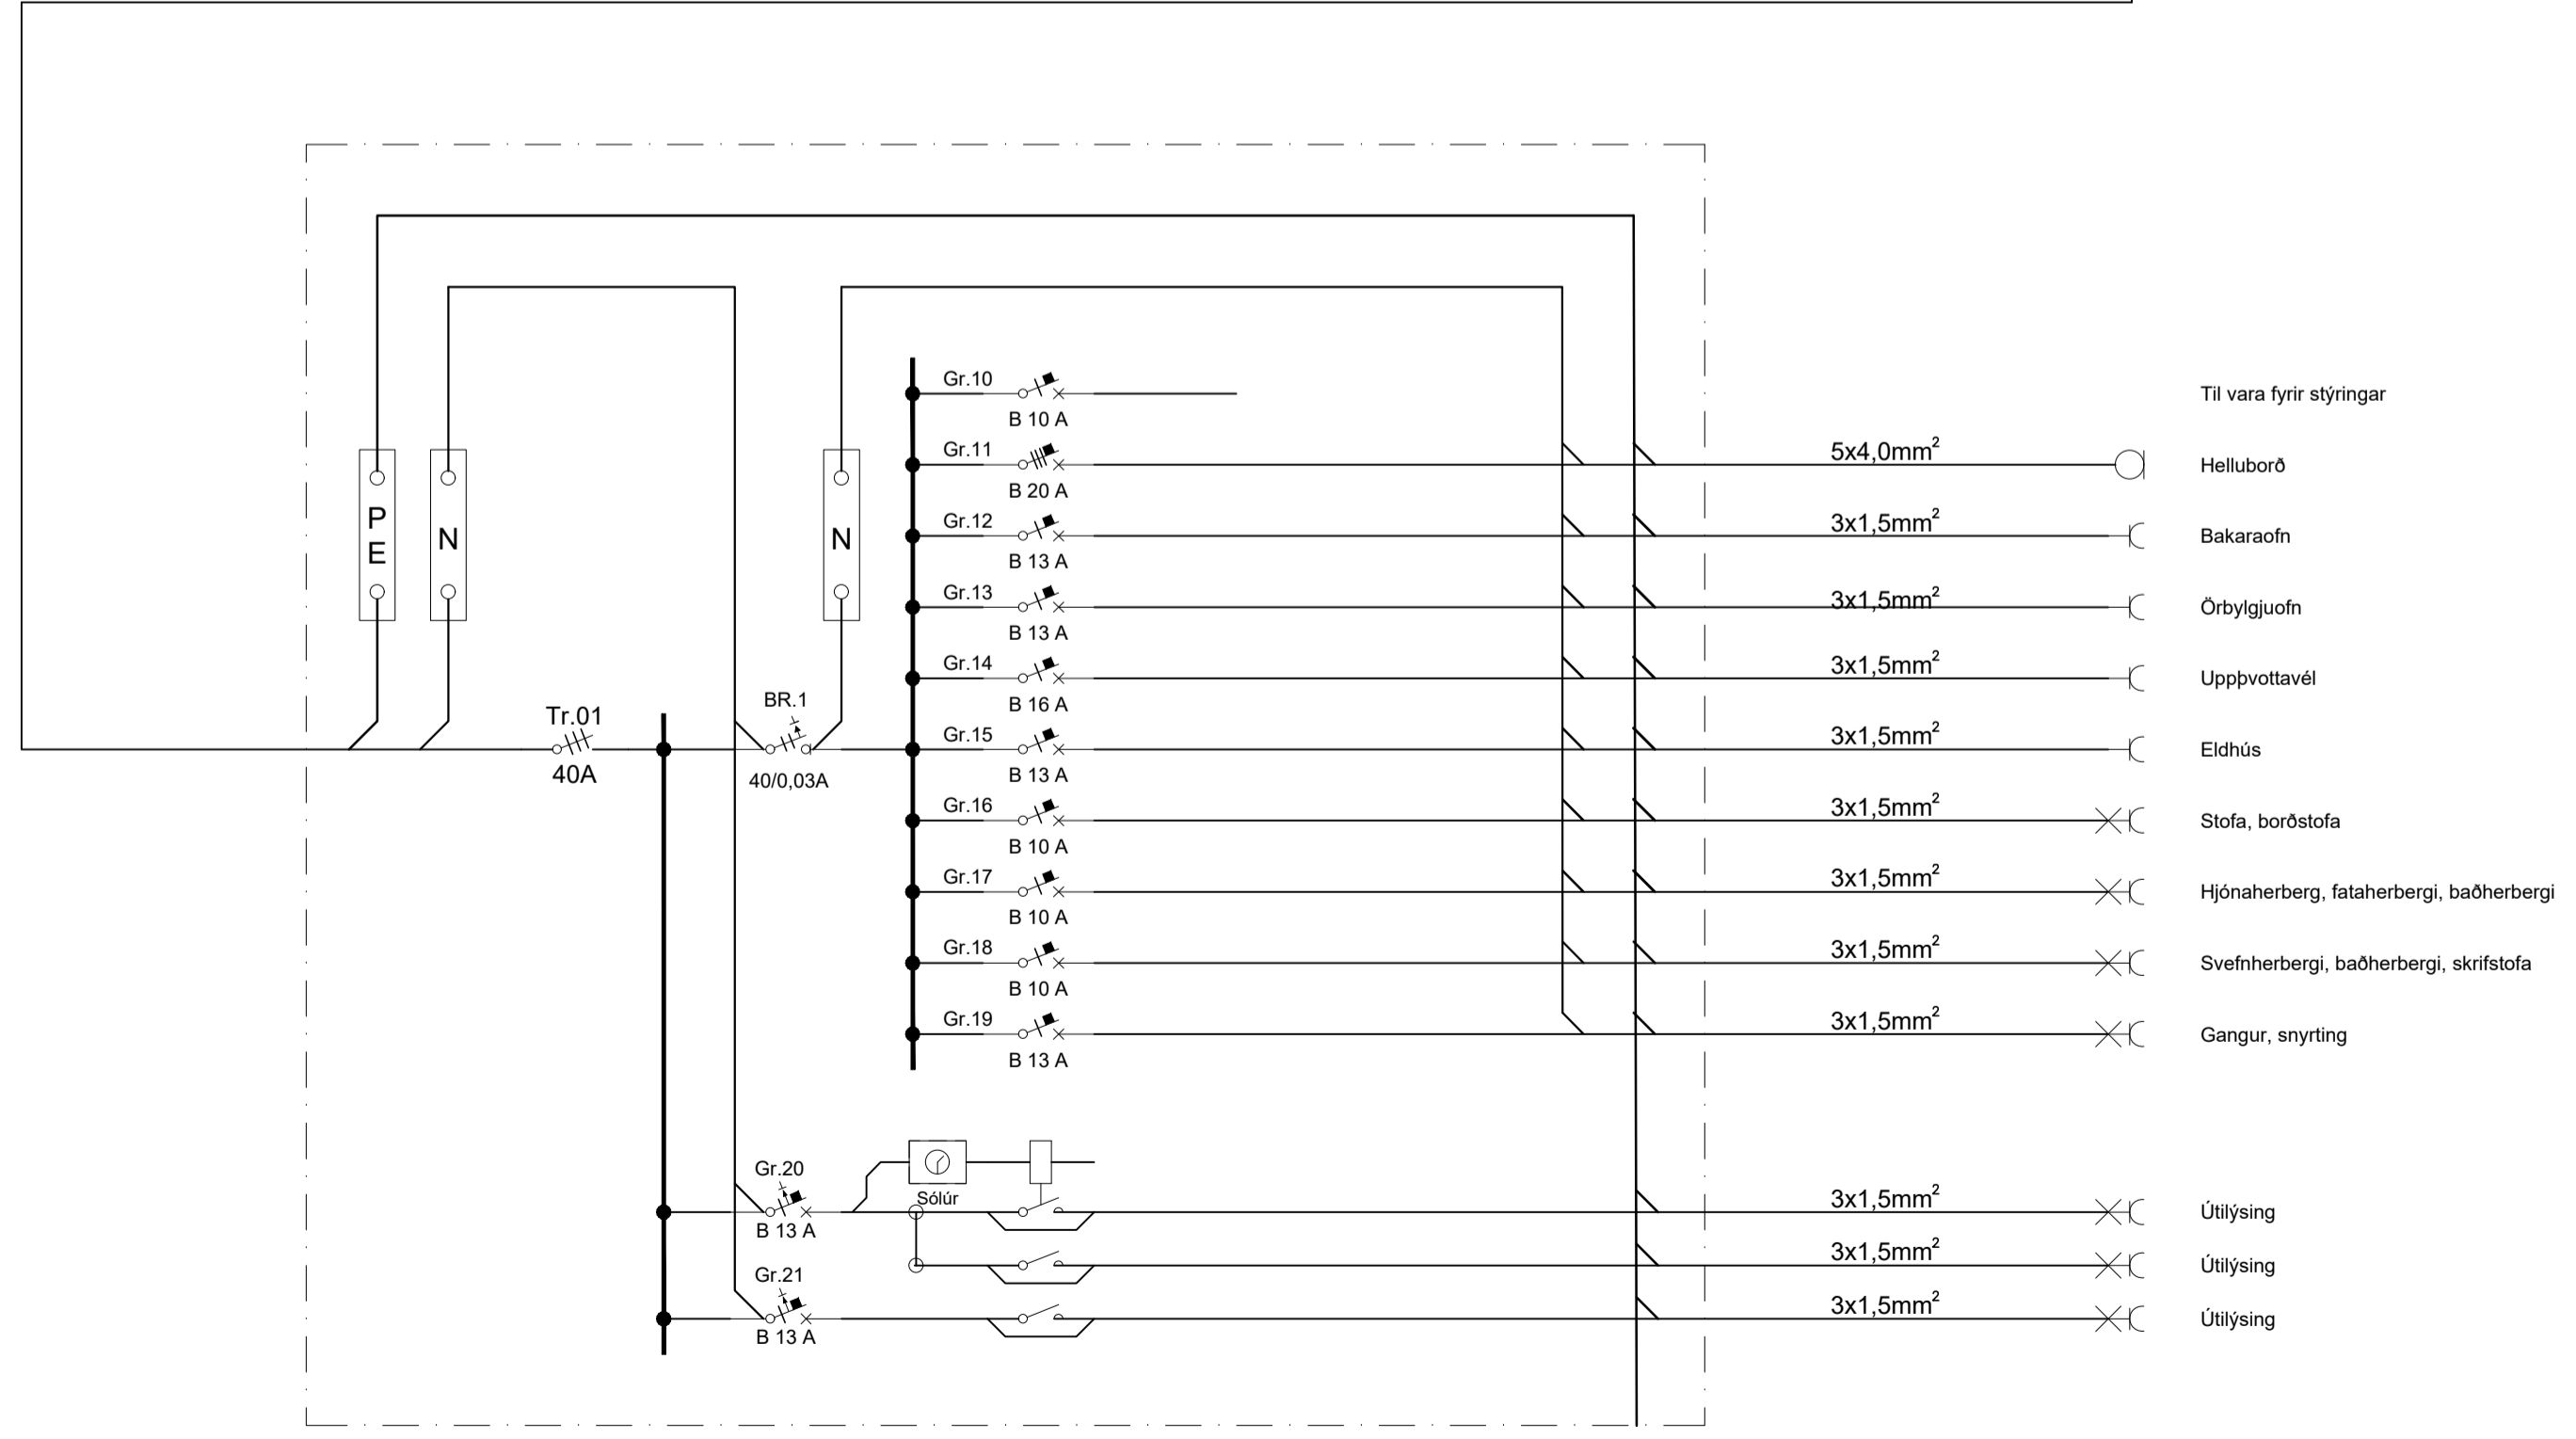 Gr.10
B 10 A
Til vara fyrir stýringar
Gr.11
B 20 A
5x4,0mm²
Helluborð
P
E
N
N
Gr.12
B 13 A
3x1,5mm²
Bakaraofn
Gr.13
B 13 A
3x1,5mm²
Örbylgjuofn
Gr.14
B 16 A
3x1,5mm²
Uppþvottavél
Tr.01
40A
BR.1
40/0,03A
Gr.15
B 13 A
3x1,5mm²
Eldhús
Gr.16
B 10 A
3x1,5mm²
Stofa, borðstofa
Gr.17
B 10 A
3x1,5mm²
Hjónaherberg, fataherbergi, baðherbergi
Gr.18
B 10 A
3x1,5mm²
Svefnherbergi, baðherbergi, skrifstofa
Gr.19
B 13 A
3x1,5mm²
Gangur, snyrting
Gr.20
B 13 A
Sólúr
3x1,5mm²
Útilýsing
3x1,5mm²
Útilýsing
Gr.21
B 13 A
3x1,5mm²
Útilýsing